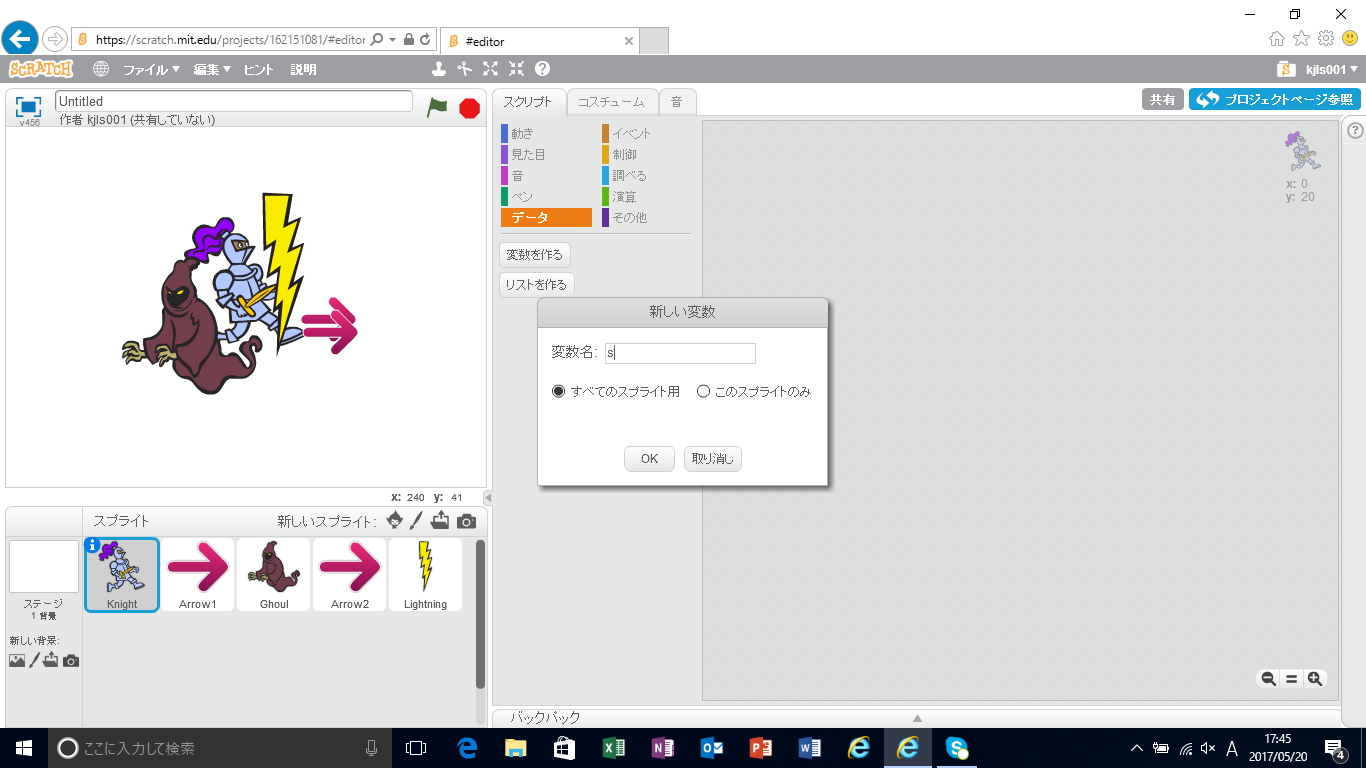 https://scratch.mit.edu/projects/162151081/#editor
#editor
SCRATCH
ファイル
編集
ヒント
説明
kjls001
v456
Untitled
作者 kjls001 (共有していない)
スクリプト
コスチューム
音
共有
プロジェクトページ参照
動き
イベント
見た目
制御
音
調べる
ペン
演算
データ
その他
変数を作る
リストを作る
x: 0
y: 20
新しい変数
変数名: s
すべてのスプライト用
このスプライトのみ
OK
取り消し
x: 240 y: 41
スプライト
新しいスプライト:
ステージ
1 背景
新しい背景:
Knight
Arrow1
Ghoul
Arrow2
Lightning
バックパック
ここに入力して検索
A
17:45
2017/05/20
4